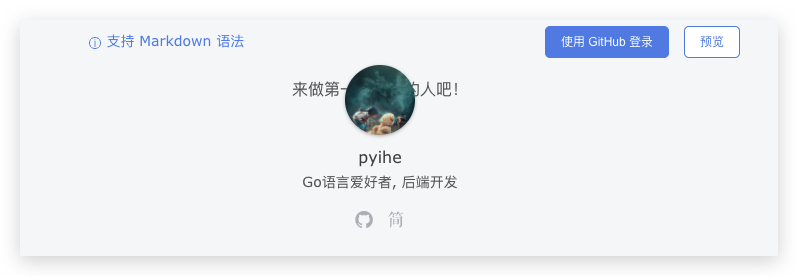 支持 Markdown 语法
使用 GitHub 登录
预览
来做第一 的人吧！
pyihe
Go语言爱好者, 后端开发
简